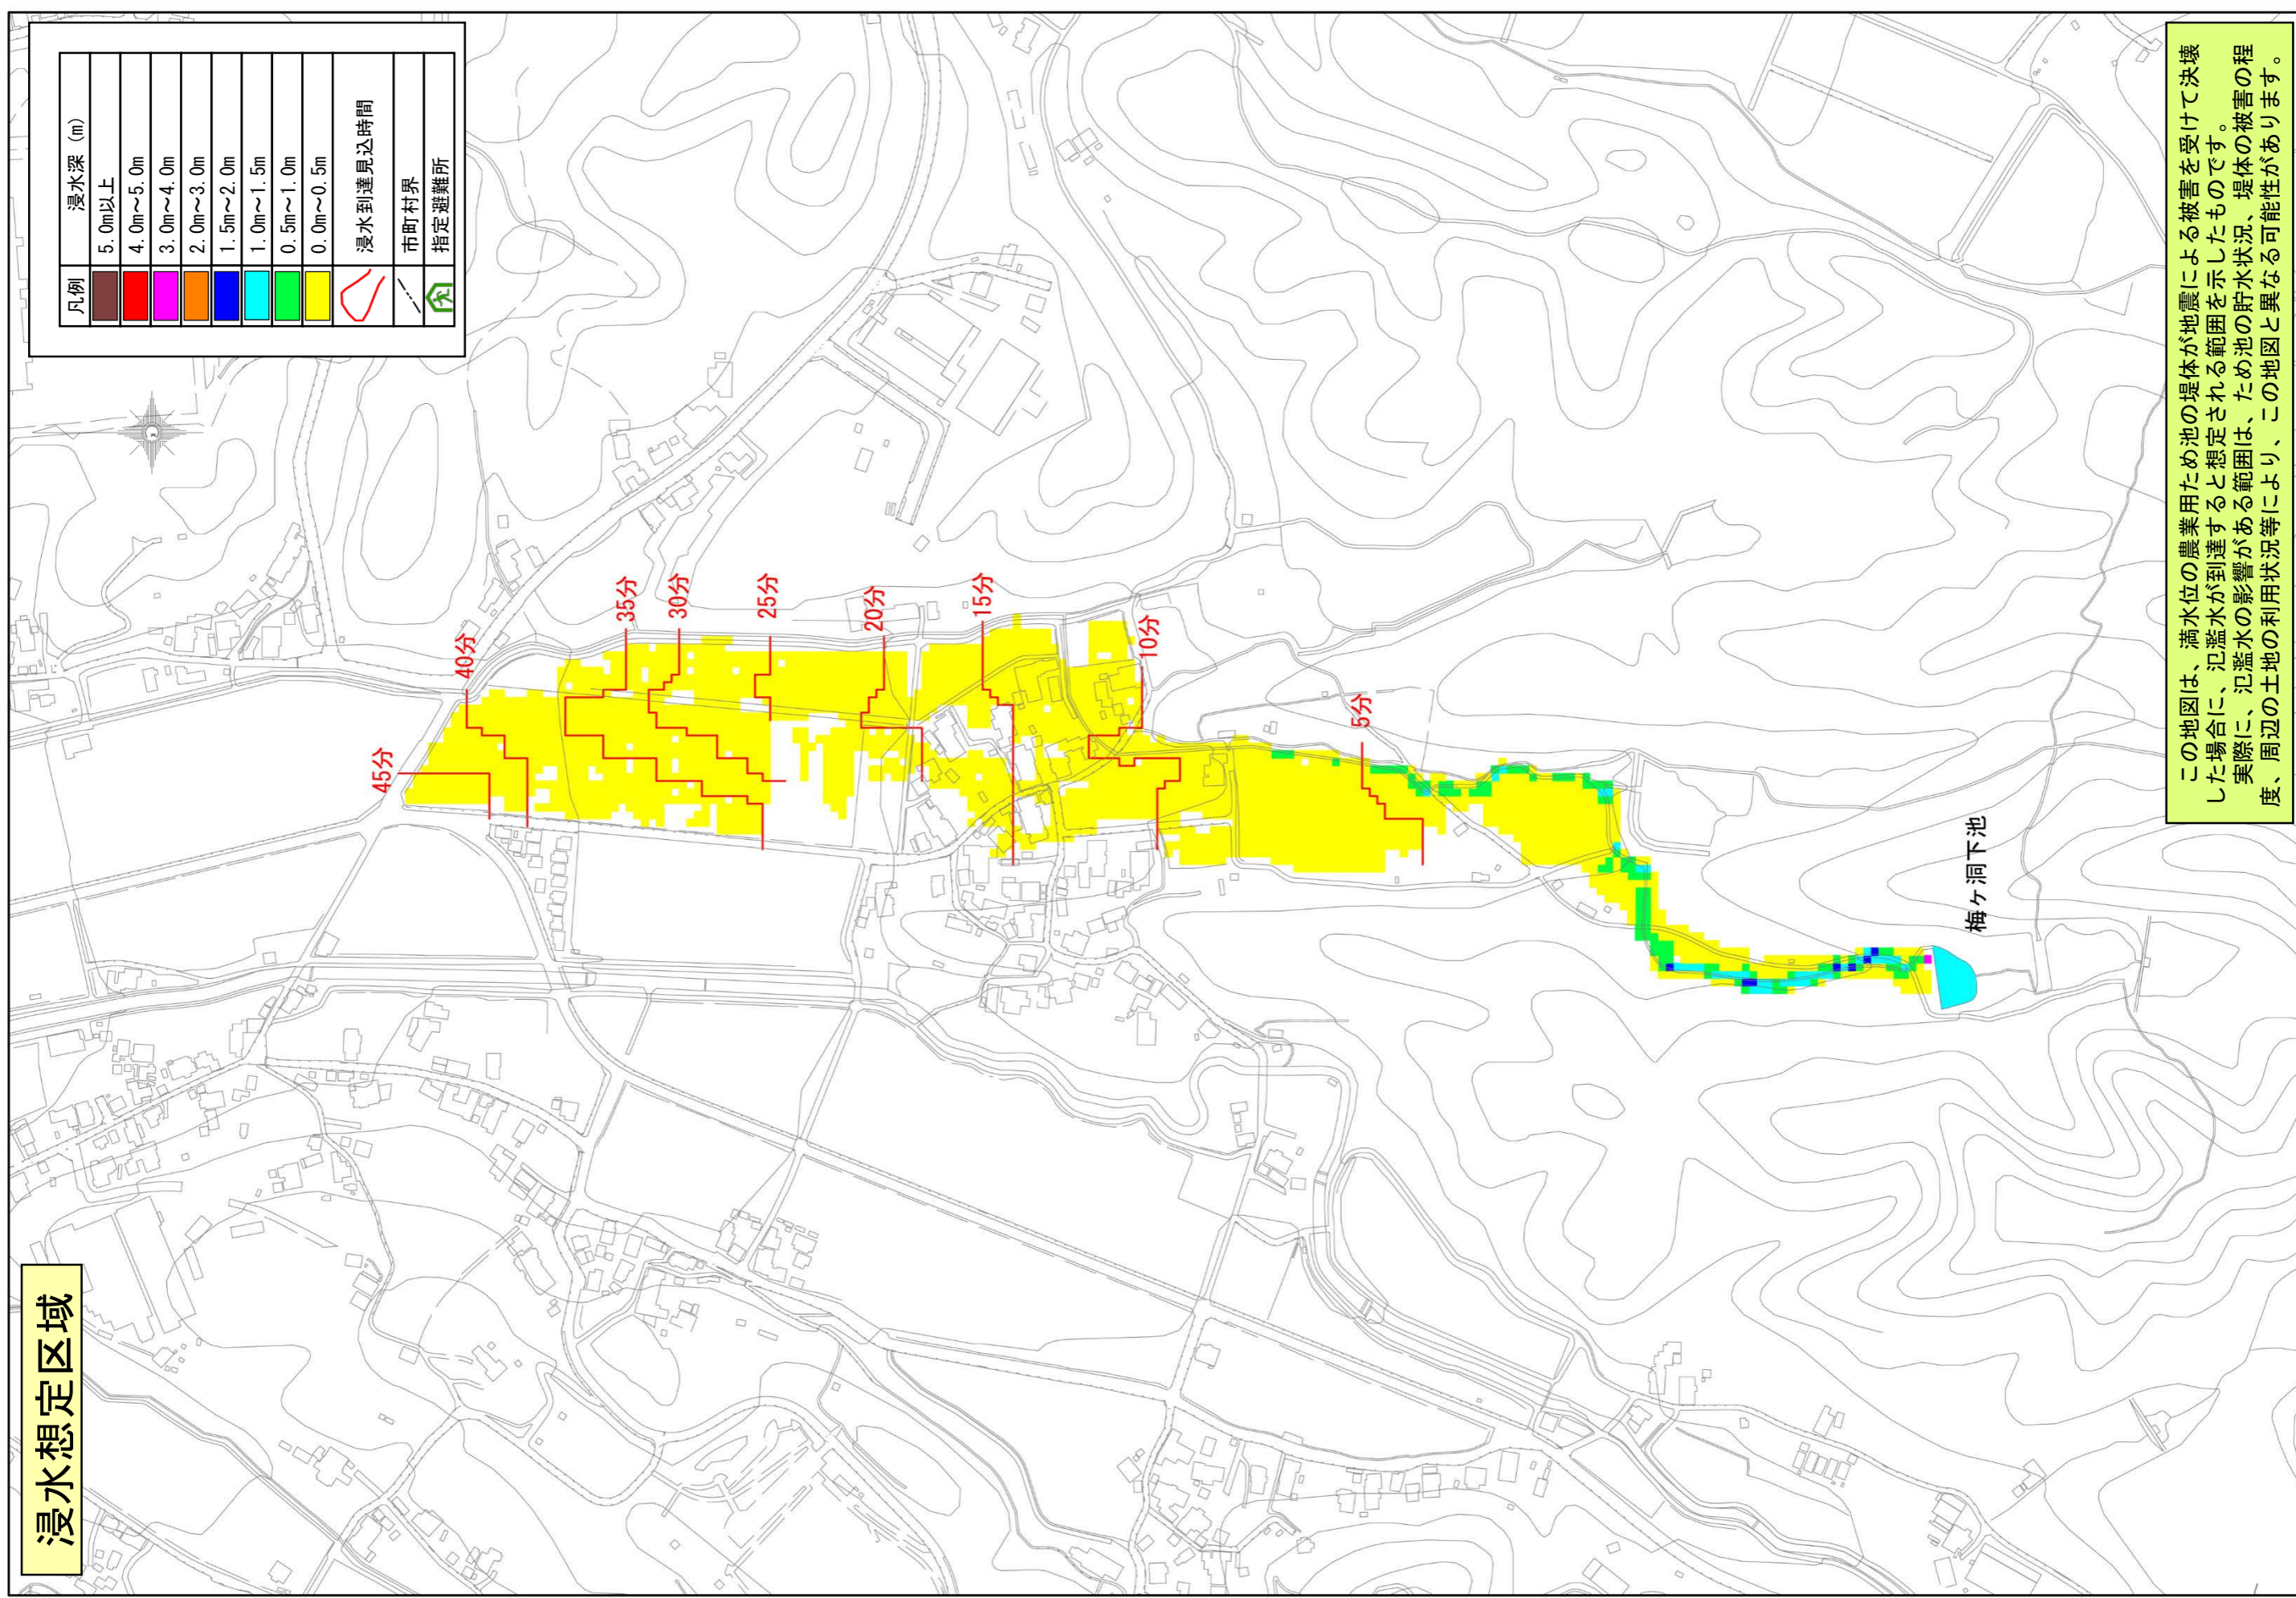 浸水想定区域
凡例 浸水深 (m)
5.0m以上
4.0m~5.0m
3.0m~4.0m
2.0m~3.0m
1.5m~2.0m
1.0m~1.5m
0.5m~1.0m
0.0m~0.5m
浸水到達見込時間
市町村界
指定避難所
45分
40分
35分
30分
25分
20分
15分
10分
5分
梅ヶ洞下池
この地図は、満水位の農業用ため池の堤体が地震による被害を受けて決壊
した場合に、氾濫水が到達すると想定される範囲を示したものです。
実際に、氾濫水の影響がある範囲は、ため池の貯水状況、堤体の被害の程
度、周辺の土地の利用状況等により、この地図と異なる可能性があります。